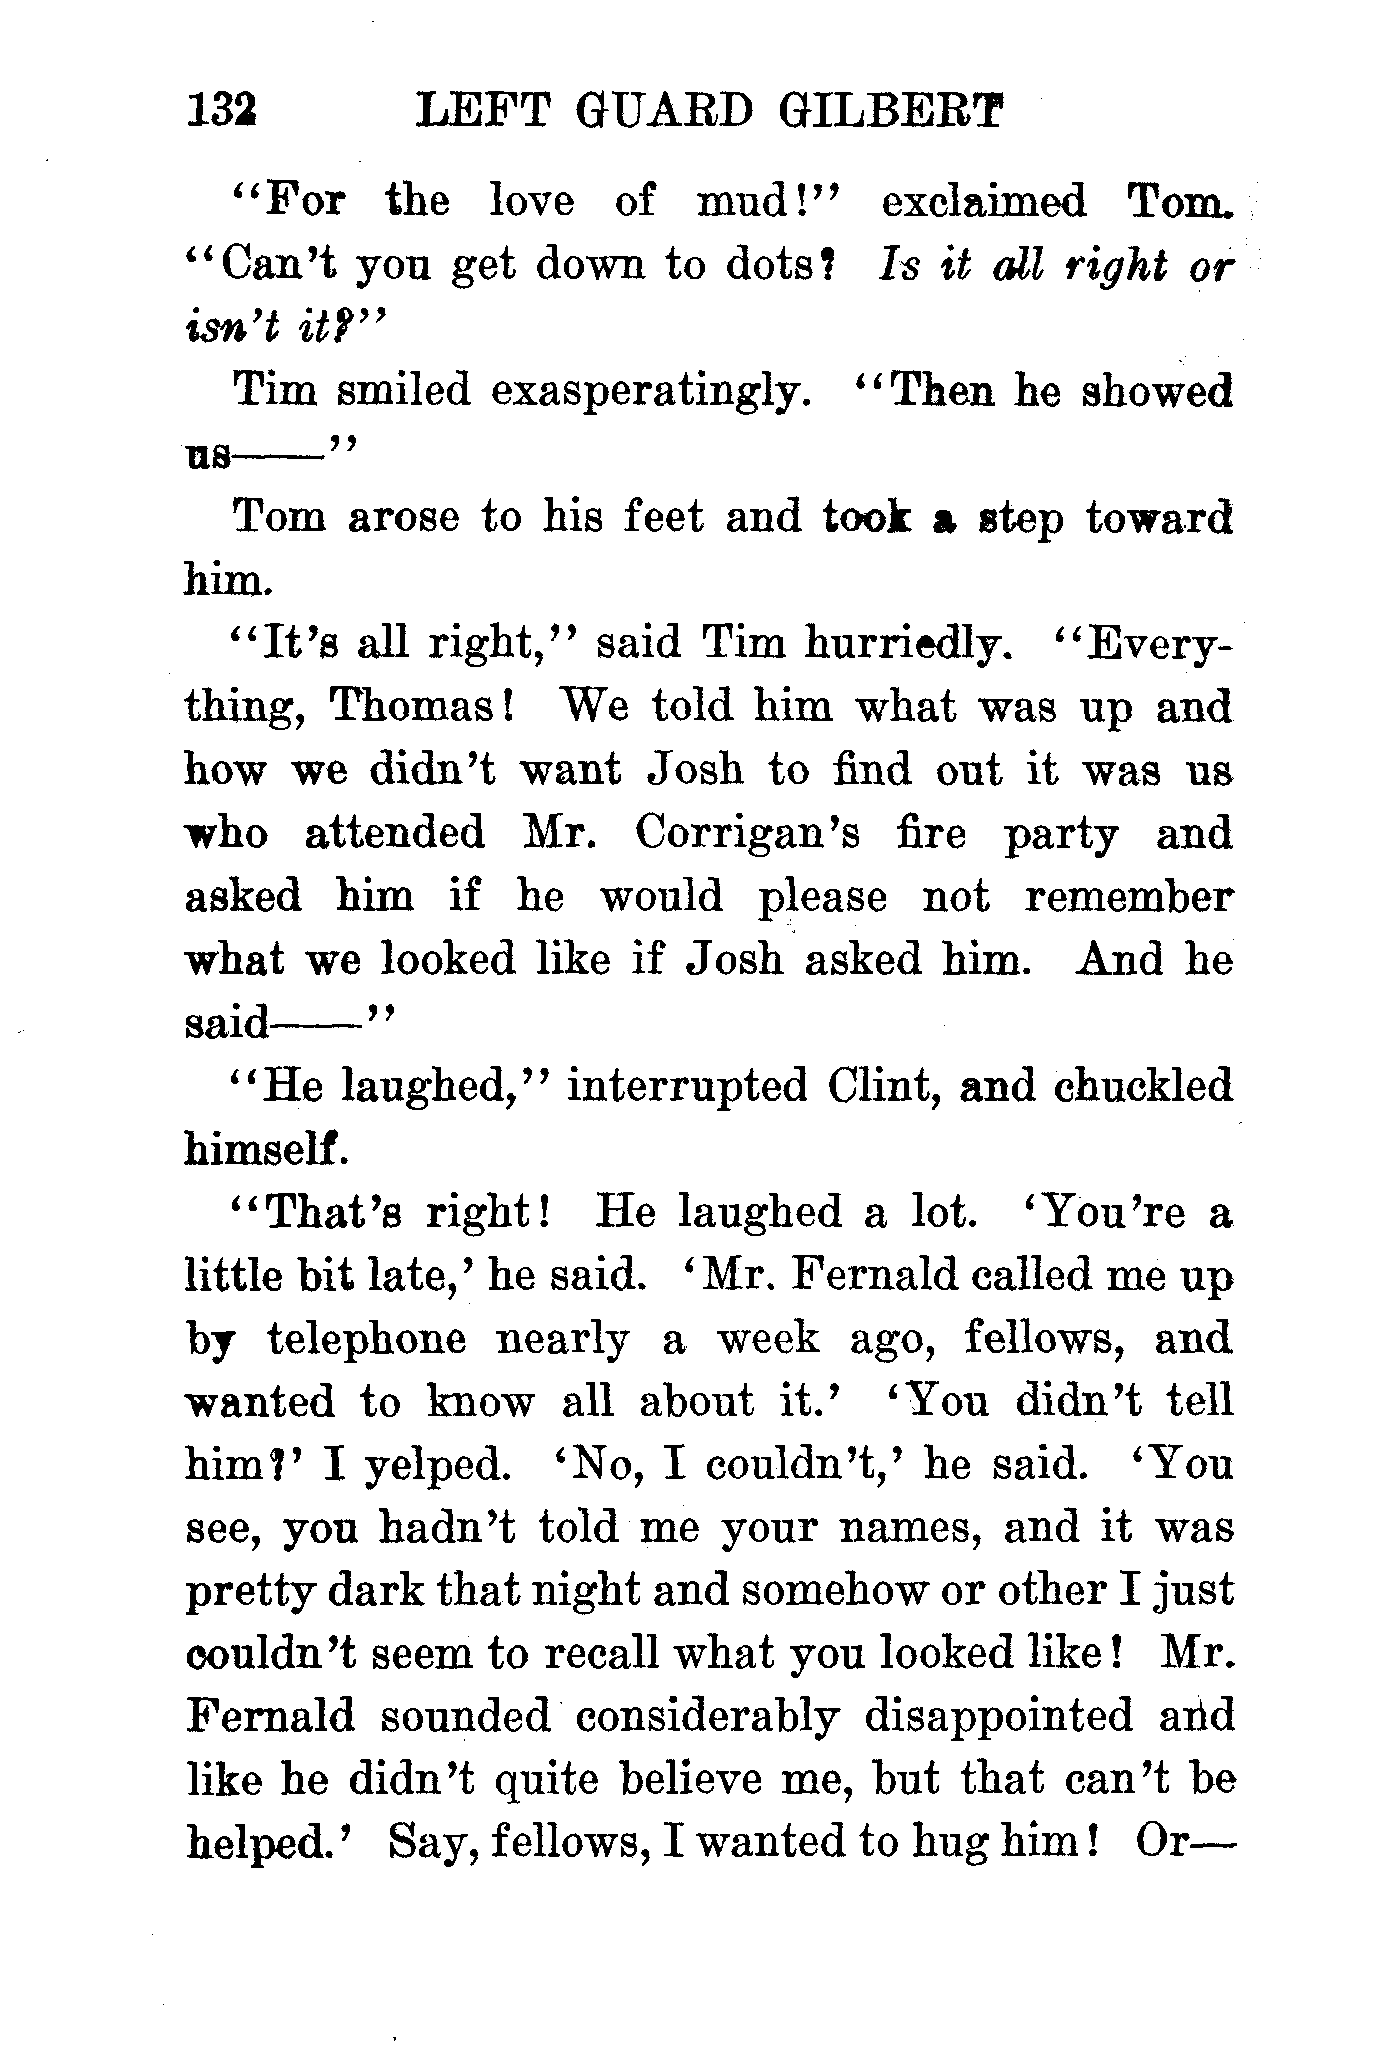 132 LEFT GUARD GILBERT
"For the love of mud!" exclaimed Tom.
"Can't you get down to dots? Is it all right or
isn't it?"
Tim smiled exasperatingly. "Then he showed
us——"
Tom arose to his feet and took a step toward
him.
"It's all right," said Tim hurriedly. "Every-
thing, Thomas! We told him what was up and
how we didn't want Josh to find out it was us
who attended Mr. Corrigan's fire party and
asked him if he would please not remember
what we looked like if Josh asked him. And he
said——"
"He laughed," interrupted Clint, and chuckled
himself.
"That's right! He laughed a lot. 'You're a
little bit late,' he said. 'Mr. Fernald called me up
by telephone nearly a week ago, fellows, and
wanted to know all about it.' 'You didn't tell
him?' I yelped. 'No, I couldn't,' he said. 'You
see, you hadn't told me your names, and it was
pretty dark that night and somehow or other I just
couldn't seem to recall what you looked like! Mr.
Fernald sounded considerably disappointed and
like he didn't quite believe me, but that can't be
helped.' Say, fellows, I wanted to hug him! Or—